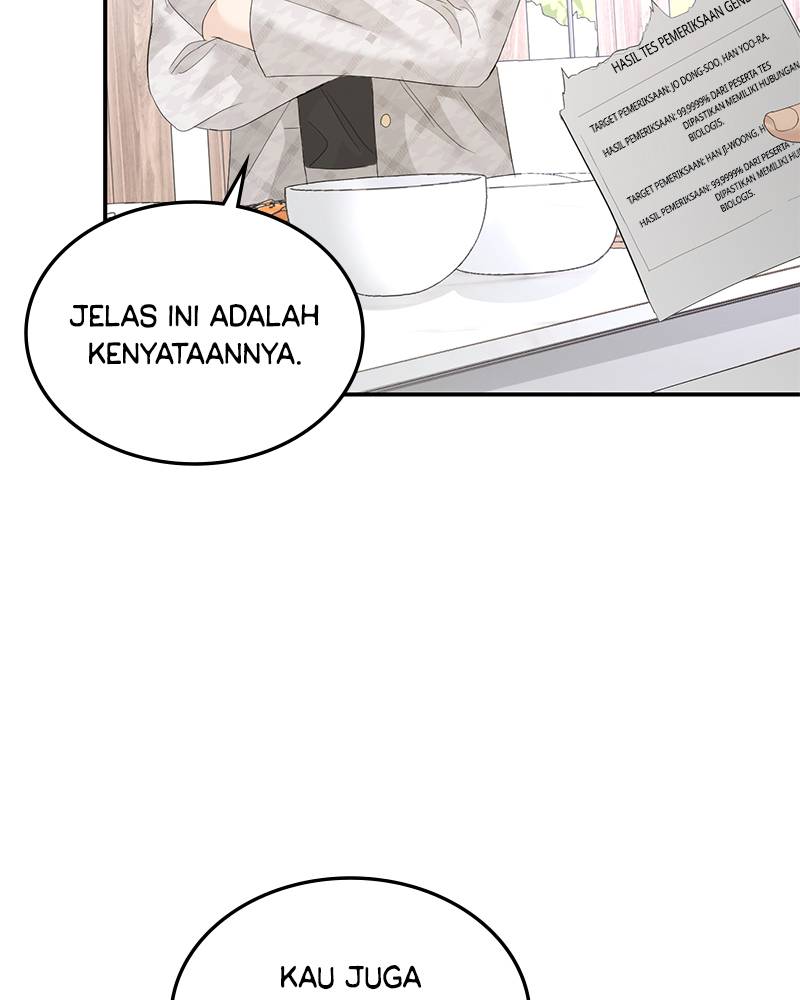 HASIL TES PEMERIKSAAN
TARGET PEMERIKSAAN: JO DONG-SOO, HAN YOO-RA.
HASIL PEMERIKSAAN: 99.9999% DARI PESERTA TES
DIPASTIKAN MEMILIKI HUBUNGAN
BIOLOGIS.
TARGET PEMERIKSAAN: HAN JI-WOONG,
HASIL PEMERIKSAAN: 99.9999% DARI PESERTA
DIPASTIKAN MEMILIKI
BIOLOGIS.
JELAS INI ADALAH
KENYATAANNYA.
KAU JUGA